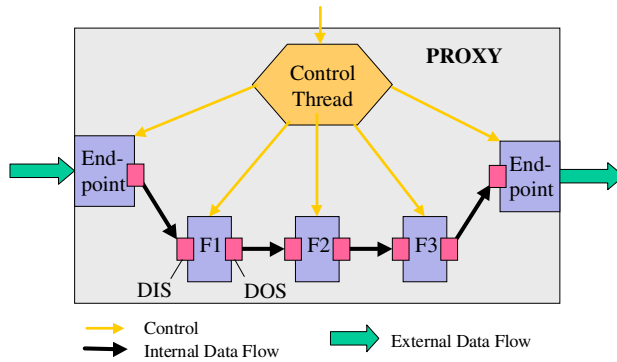 PROXY
Control
Thread
End-
point
End-
point
F1
F2
F3
DIS
DOS
Control
Internal Data Flow
External Data Flow